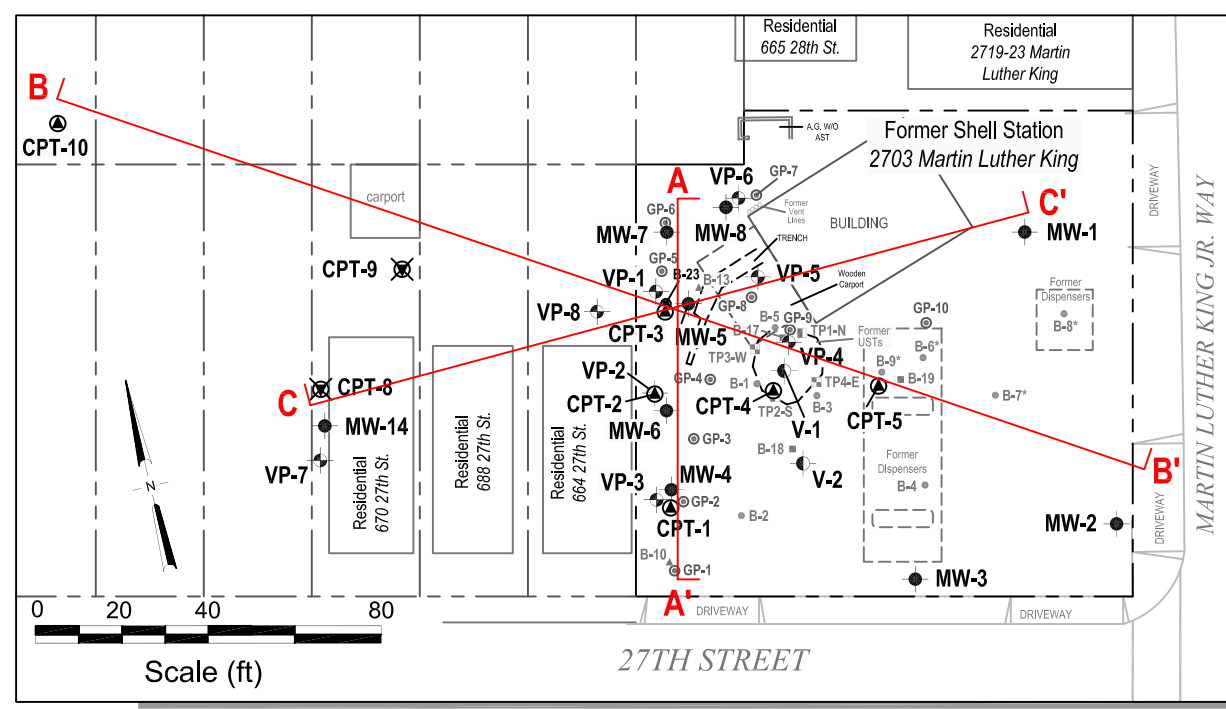 Residential
665 28th St.
Residential
2719-23 Martin
Luther King
B
CPT-10
A.G. W/O
AST
Former Shell Station
2703 Martin Luther King
DRIVEWAY
carport
A
VP-6
GP-7
Former
Vent
Lines
BUILDING
C'
GP-6
MW-7
MW-8
MW-1
TRENCH
CPT-9
GP-5
VP-1
B-23
B-13
VP-5
Wooden
Carport
VP-8
GP-8
CPT-3
MW-5
B-5
GP-9
B-17
TP1-N
Former
USTs
GP-10
Former
Dispensers
B-8*
TP3-W
VP-4
B-6*
B-9*
VP-2
GP-4
B-1
TP4-E
B-19
CPT-8
C
CPT-2
CPT-4
TP2-S
B-3
CPT-5
B-7*
MW-6
V-1
MW-14
GP-3
B-18
VP-7
V-2
Former
Dispensers
B-4
B'
Residential
670 27th St.
Residential
688 27th St.
Residential
664 27th St.
N
VP-3
MW-4
GP-2
CPT-1
B-2
MW-2
DRIVEWAY
B-10
GP-1
MW-3
A'
0 20 40 80
Scale (ft)
DRIVEWAY
DRIVEWAY
27TH STREET
MARTIN LUTHER KING JR. WAY